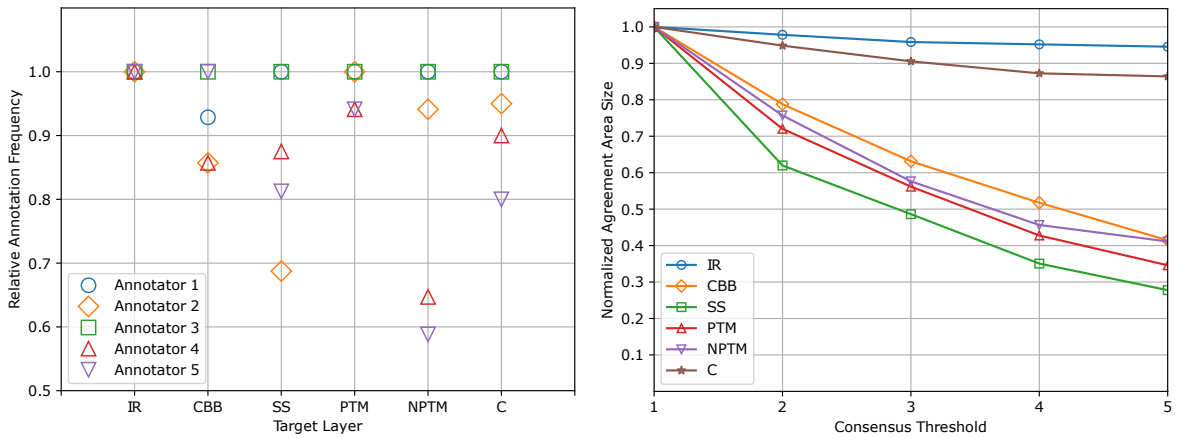 Relative Annotation Frequency
1.0
0.9
0.8
0.7
0.6
0.5
Annotator 1
Annotator 2
Annotator 3
Annotator 4
Annotator 5
IR CBB SS PTM NPTM C
Target Layer
Normalized Agreement Area Size
1.0
0.9
0.8
0.7
0.6
0.5
0.4
0.3
0.2
0.1
IR
CBB
SS
PTM
NPTM
C
1 2 3 4 5
Consensus Threshold